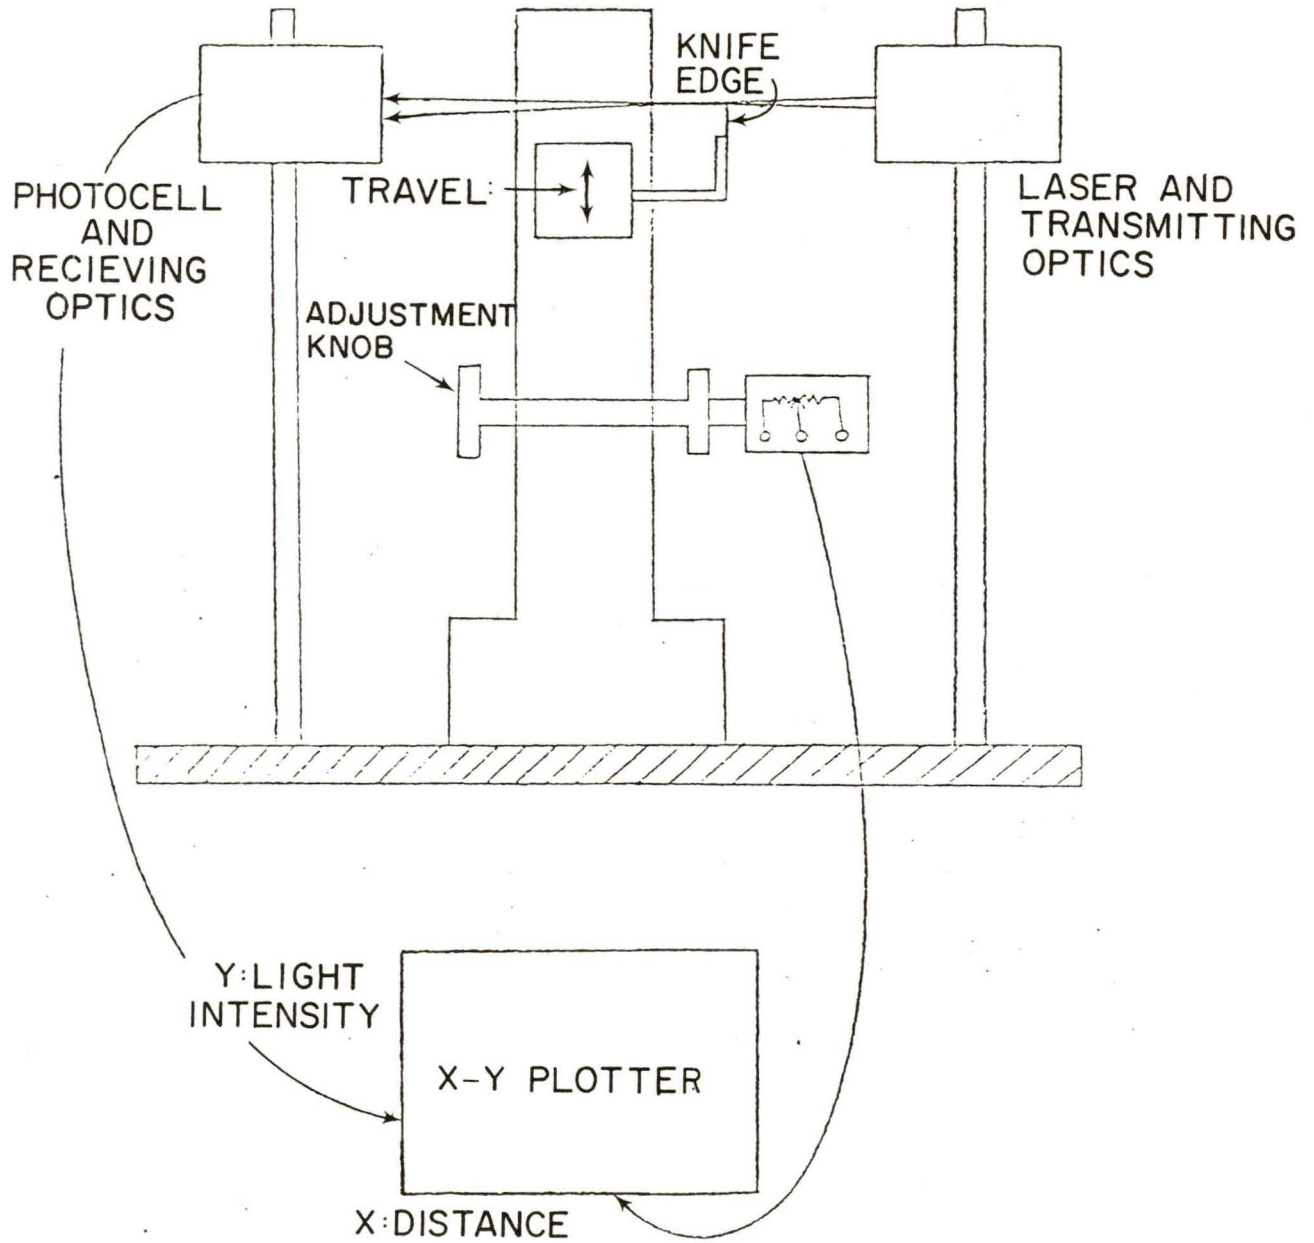 KNIFE
EDGE
TRAVEL:
PHOTOCELL
AND
RECIEVING
OPTICS
LASER AND
TRANSMITTING
OPTICS
ADJUSTMENT
KNOB
Y:LIGHT
INTENSITY
X-Y PLOTTER
X:DISTANCE